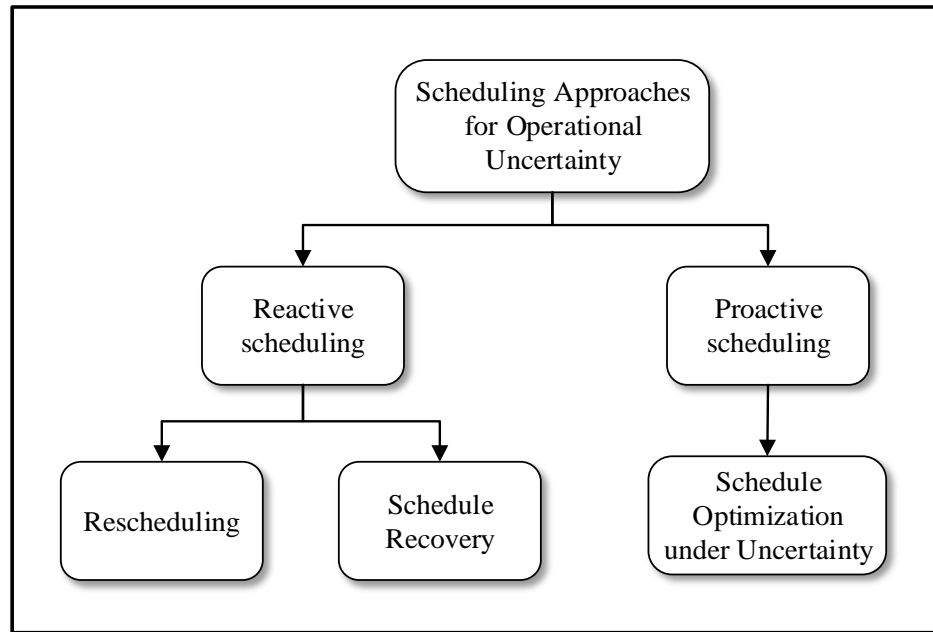 Scheduling Approaches
for Operational
Uncertainty
Reactive
scheduling
Proactive
scheduling
Rescheduling
Schedule
Recovery
Schedule
Optimization
under Uncertainty